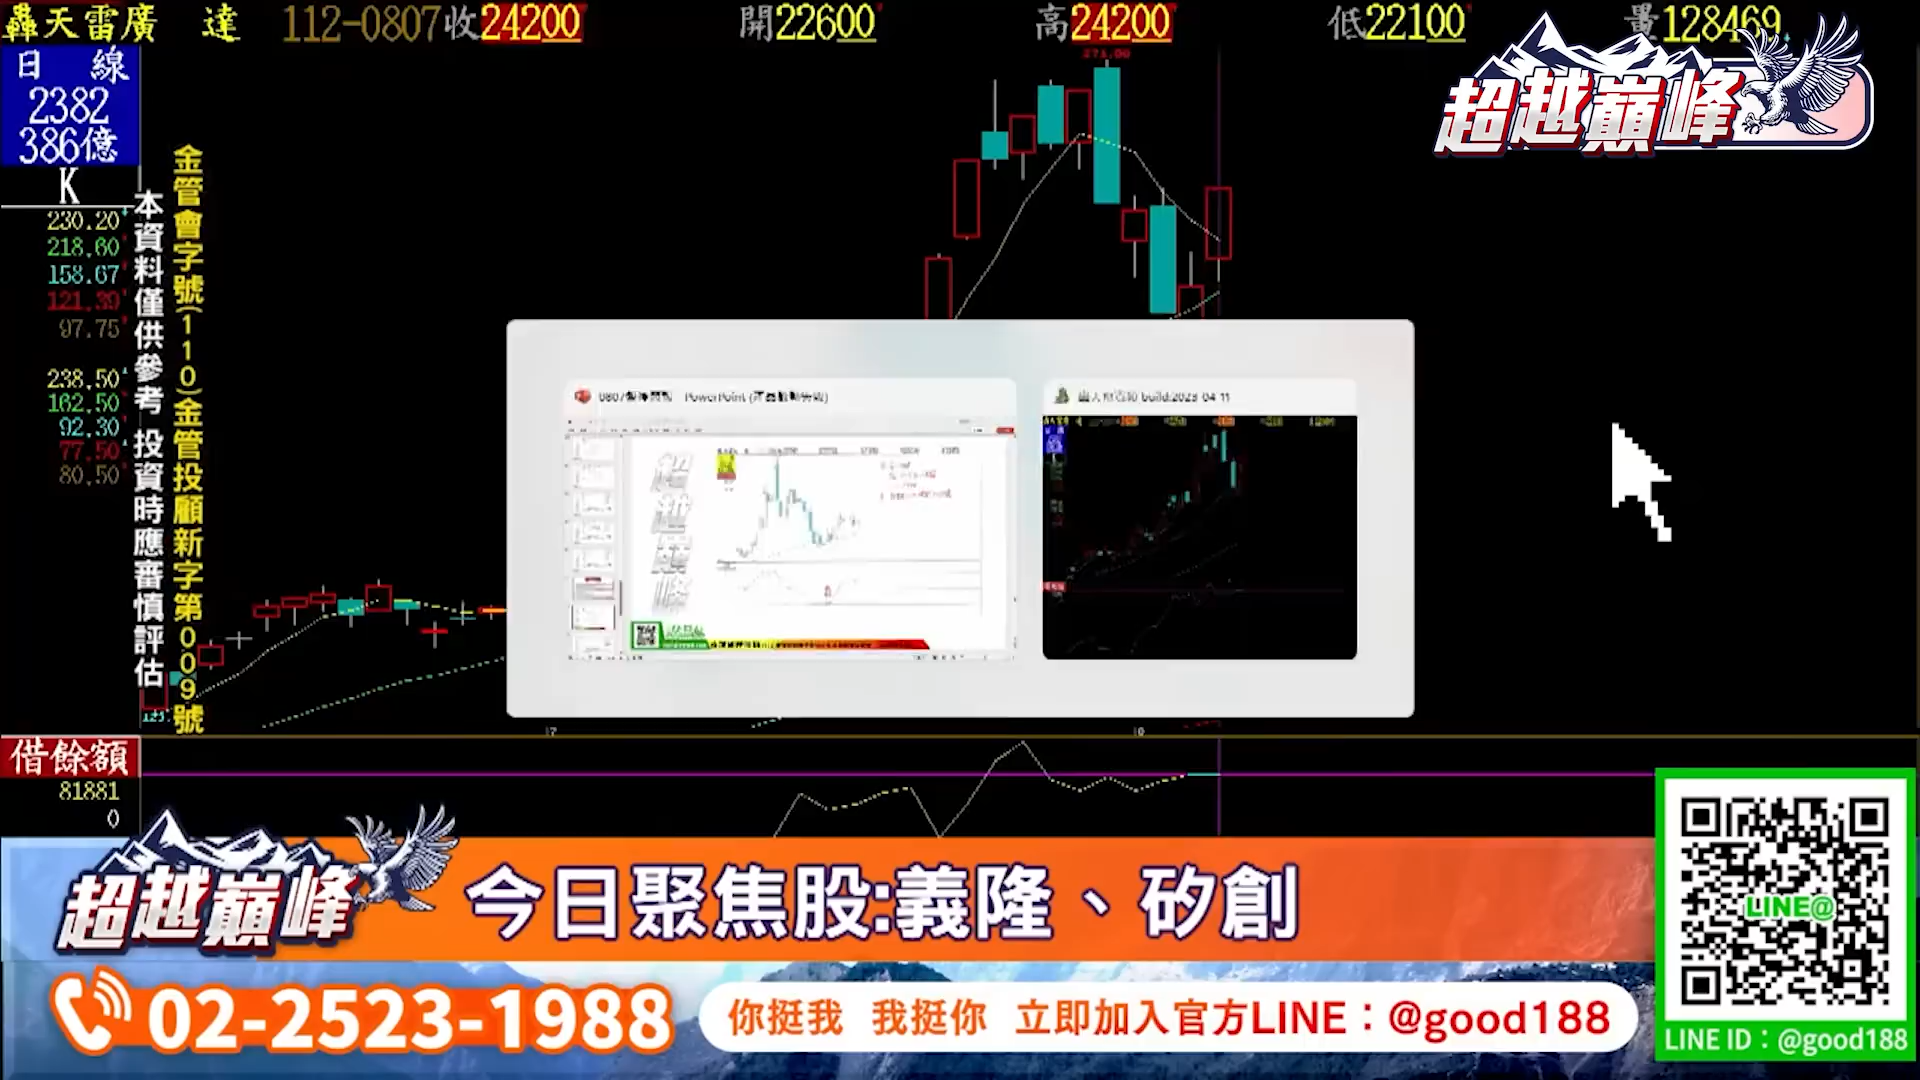 轟天雷廣 達 112-0807收24200 開22600 高24200 低22100 量128469
273.00
超越巔峰
日 線
2382
386億
K
230.20
218.60
158.67
121.39
97.75
238.50
162.50
92.30
77.50
80.50
本資料僅供參考 投資時應審慎評估
金管會字號(110)金管投顧新字第009號
7
借餘額
81881
0
超越巔峰
今日聚焦股:義隆、矽創
02-2523-1988
你挺我 我挺你 立即加入官方LINE：@good188
LINE@
LINE ID：@good188